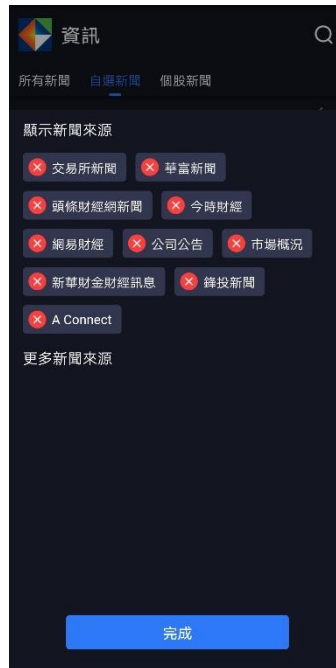 資訊
所有新聞 自選新聞 個股新聞
顯示新聞來源
交易所新聞 華富新聞
頭條財經網新聞 今時財經
網易財經 公司公告 市場概況
新華財金財經訊息 鋒投新聞
A Connect
更多新聞來源
完成